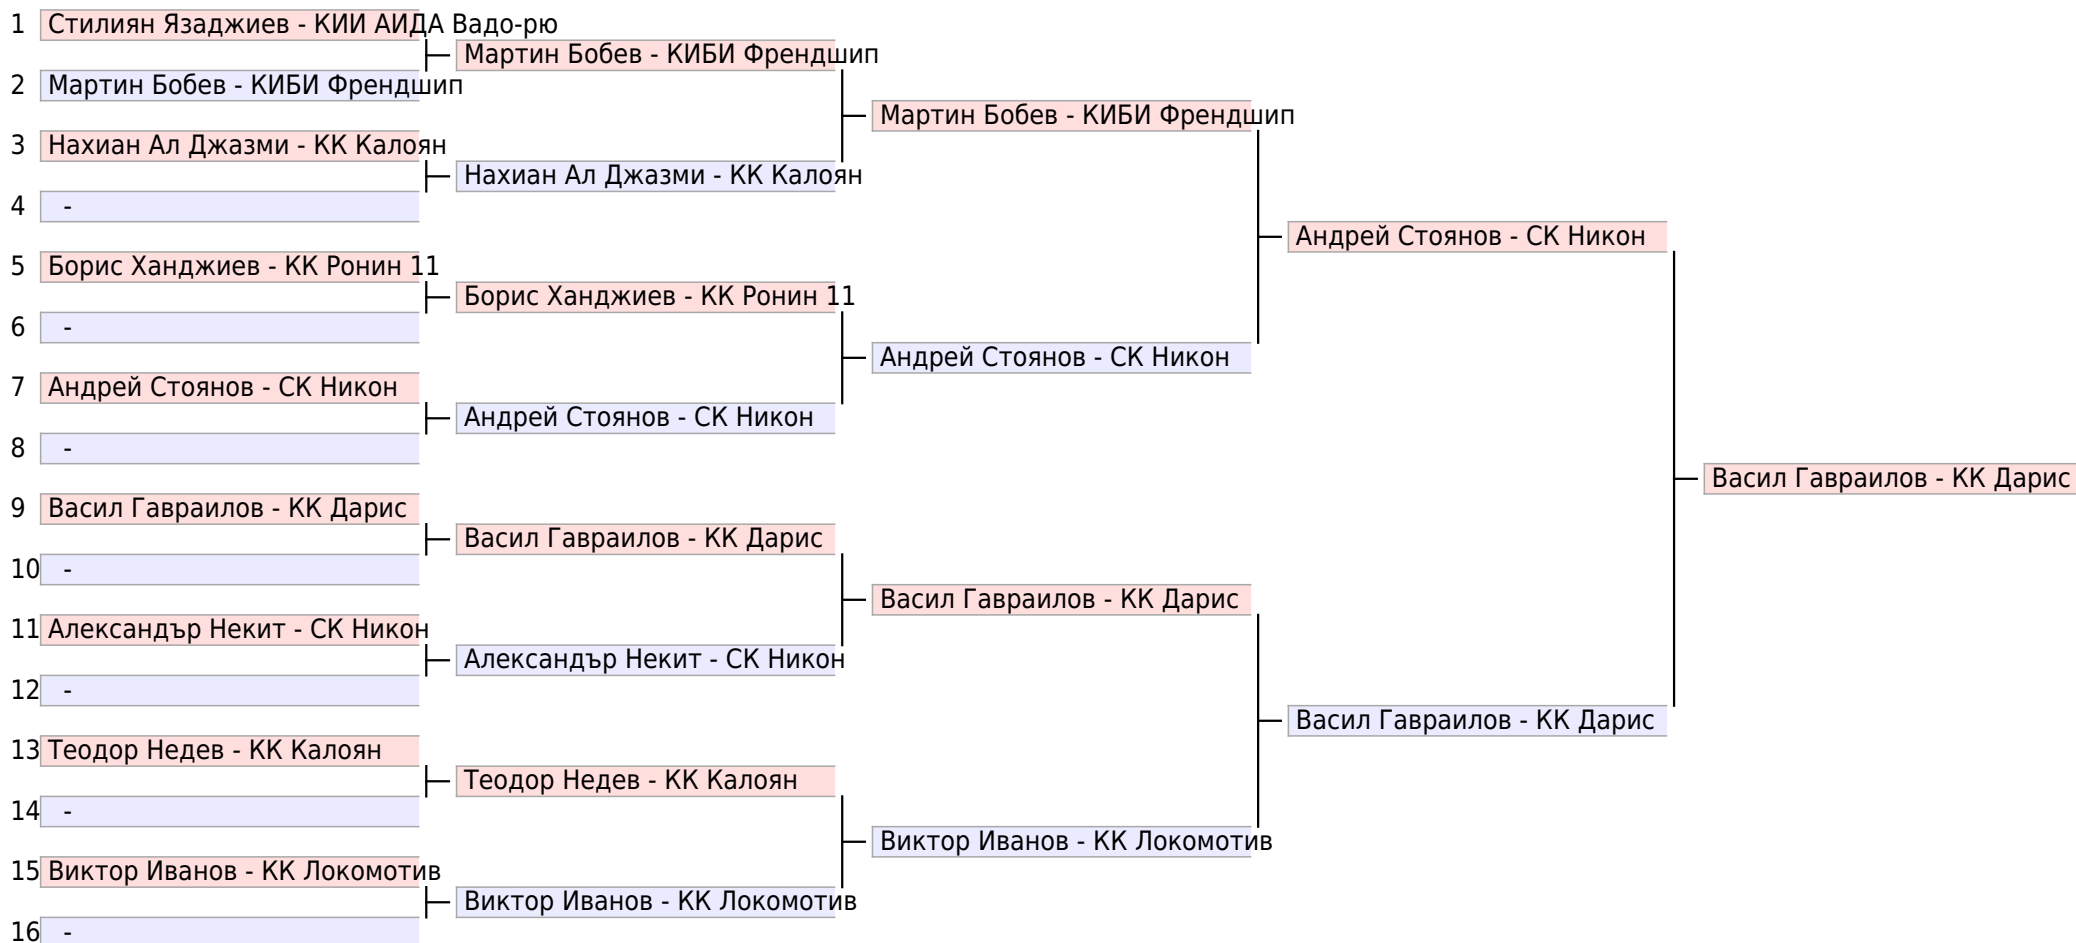 1 Стилиян Язаджиев - КИИ АИДА Вадо-рю
Мартин Бобев - КИБИ Френдшип
2 Мартин Бобев - КИБИ Френдшип
Мартин Бобев - КИБИ Френдшип
3 Нахиан Ал Джазми - КК Калоян
Нахиан Ал Джазми - КК Калоян
4 -
Андрей Стоянов - СК Никон
5 Борис Ханджиев - КК Ронин 11
Борис Ханджиев - КК Ронин 11
6 -
Андрей Стоянов - СК Никон
7 Андрей Стоянов - СК Никон
Андрей Стоянов - СК Никон
8 -
Васил Гавраилов - КК Дарис
9 Васил Гавраилов - КК Дарис
Васил Гавраилов - КК Дарис
10 -
Васил Гавраилов - КК Дарис
11 Александър Некит - СК Никон
Александър Некит - СК Никон
12 -
Васил Гавраилов - КК Дарис
13 Теодор Недев - КК Калоян
Теодор Недев - КК Калоян
14 -
Виктор Иванов - КК Локомотив
15 Виктор Иванов - КК Локомотив
Виктор Иванов - КК Локомотив
16 -